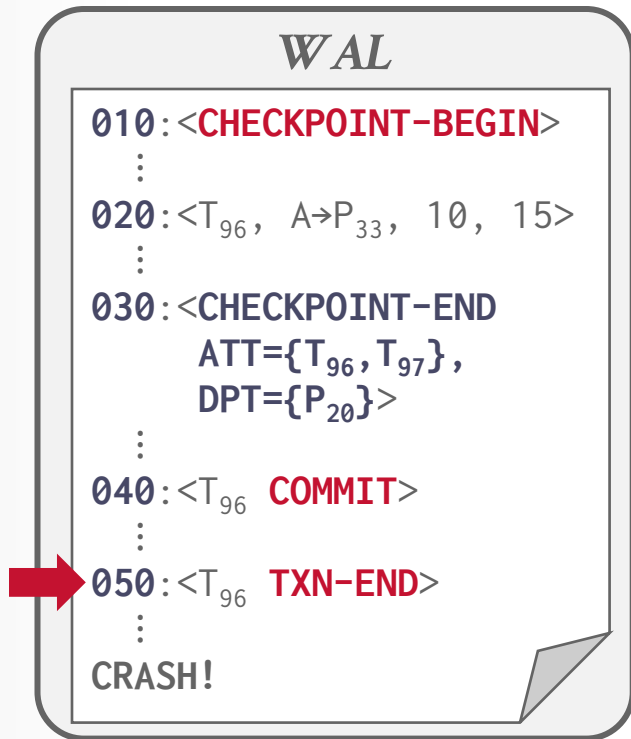 WAL
010:<CHECKPOINT-BEGIN>
⋮
020:<T₉₆, A→P₃₃, 10, 15>
⋮
030:<CHECKPOINT-END
ATT={T₉₆,T₉₇},
DPT={P₂₀}>
⋮
040:<T₉₆ COMMIT>
⋮
050:<T₉₆ TXN-END>
⋮
CRASH!